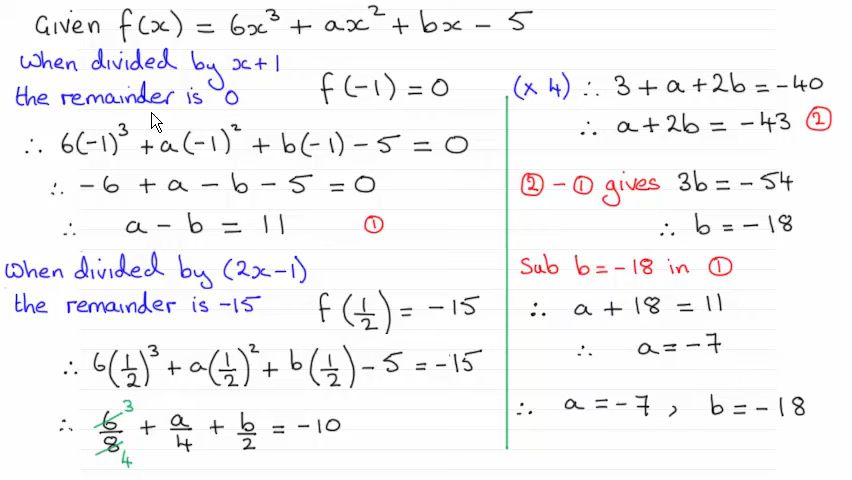 Given f(x) = 6x³ + ax² + bx − 5
When divided by x+1
the remainder is 0 f(−1) = 0
∴ 6(−1)³ + a(−1)² + b(−1) − 5 = 0
∴ −6 + a − b − 5 = 0
∴ a − b = 11 ①
When divided by (2x−1)
the remainder is −15 f(1/2) = −15
∴ 6(1/2)³ + a(1/2)² + b(1/2) − 5 = −15
∴ 6/8 3/4 + a/4 + b/2 = −10
(× 4) ∴ 3 + a + 2b = −40
∴ a + 2b = −43 ②
② − ① gives 3b = −54
∴ b = −18
Sub b = −18 in ①
∴ a + 18 = 11
∴ a = −7
∴ a = −7, b = −18